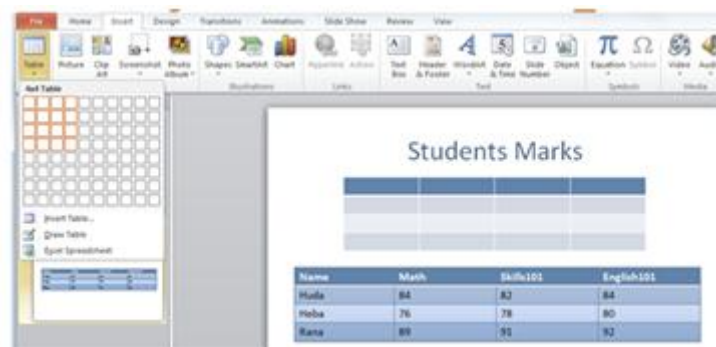 File Home Insert Design Transitions Animations Slide Show Review View
Table Picture Clip Art Screenshot Photo Album Shapes SmartArt Chart Hyperlink Action Text Box Header & Footer WordArt Date & Time Slide Number Object Equation Symbol Video
Illustrations Links Text Symbols Media
4x4 Table
Insert Table...
Draw Table
Excel Spreadsheet
Students Marks
Name Math Skills101 English101
Huda 84 82 84
Heba 76 78 80
Rana 89 91 92